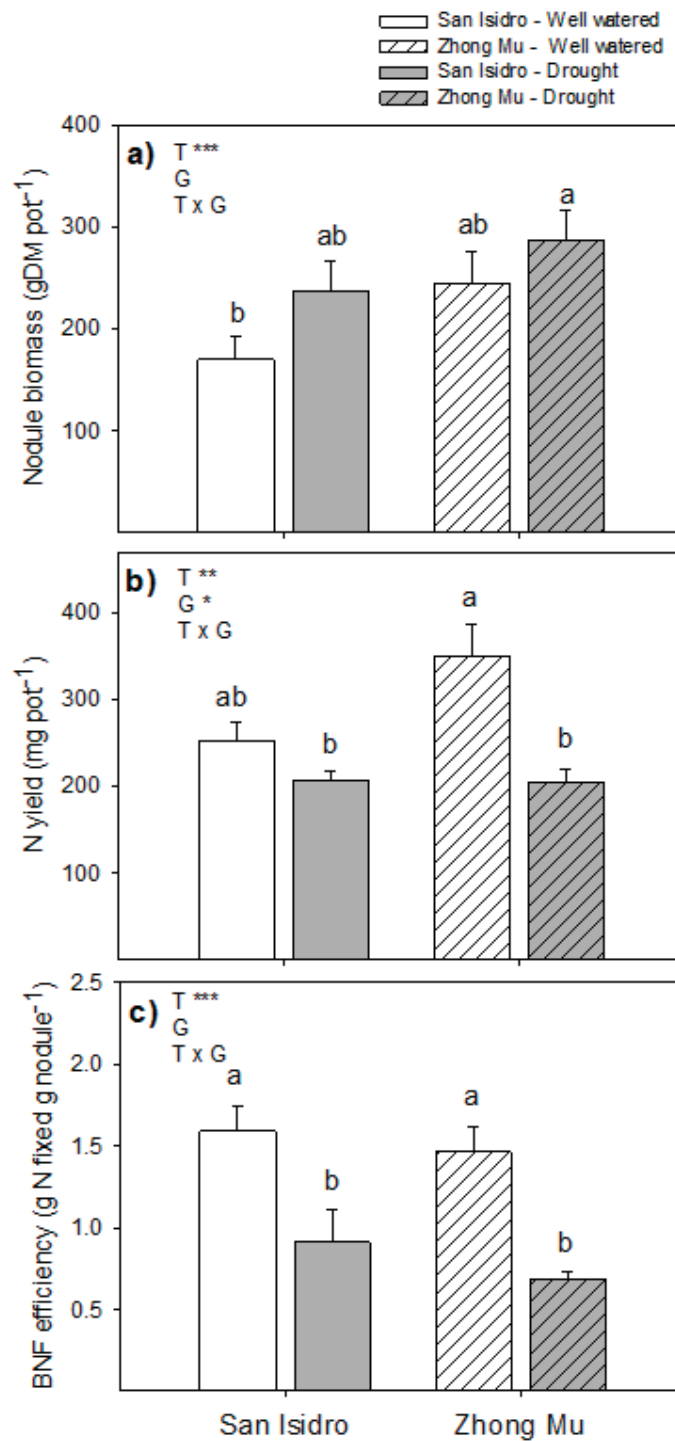 San Isidro - Well watered
Zhong Mu - Well watered
San Isidro - Drought
Zhong Mu - Drought
a)
T ***
G
T x G
Nodule biomass (gDM pot⁻¹)
400
300
200
100
b
ab
ab
a
b)
T **
G *
T x G
N yield (mg pot⁻¹)
400
300
200
100
ab
b
a
b
c)
T ***
G
T x G
BNF efficiency (g N fixed g nodule⁻¹)
2.5
2.0
1.5
1.0
0.5
a
b
a
b
San Isidro
Zhong Mu